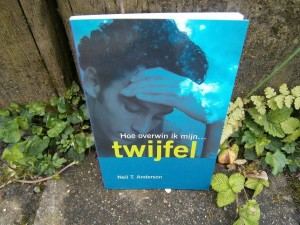 Hoe overwin ik mijn...
twijfel
Neil T. Anderson